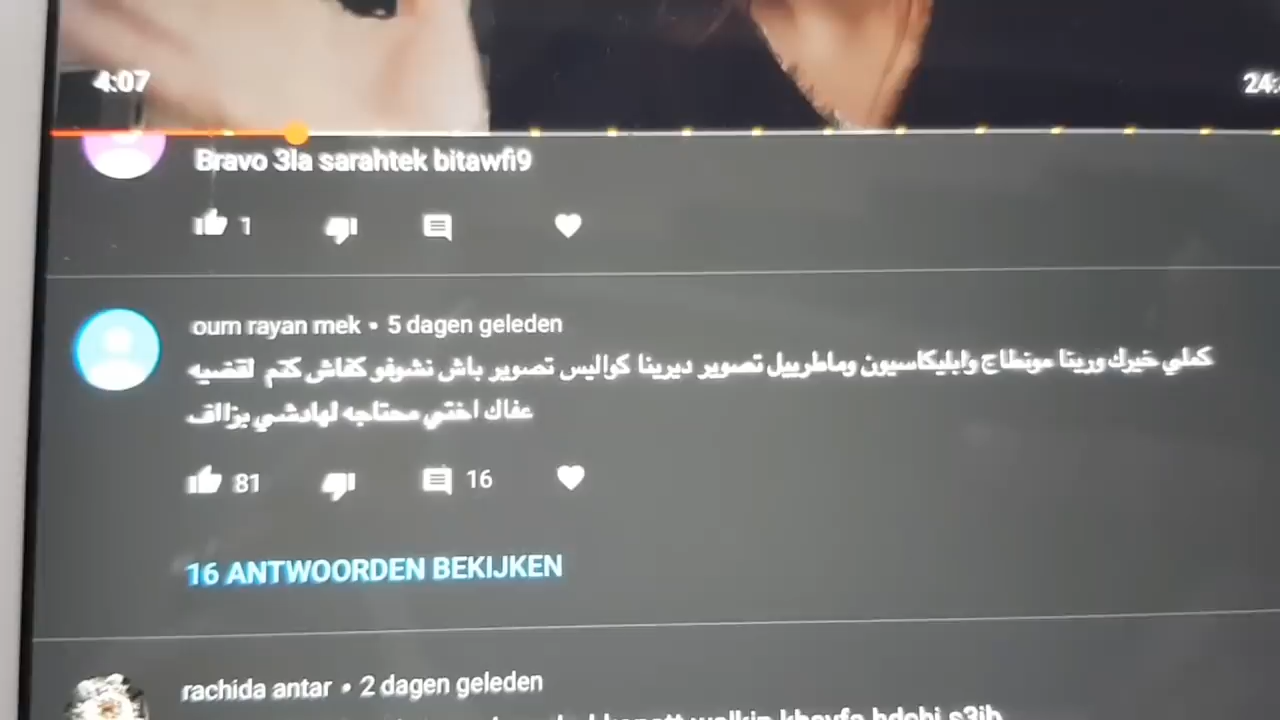 4:07
24:
Bravo 3la sarahtek bitawfi9
1
oum rayan mek • 5 dagen geleden
كملي خيرك وريتا مونطاج وابليكاسيون وماطرييل تصوير ديرينا كواليس تصوير باش نشوفو كفاش كتم لقضيه
عفاك اختي محتاجه لهادشي بزااف
81
16
16 ANTWOORDEN BEKIJKEN
rachida antar • 2 dagen geleden